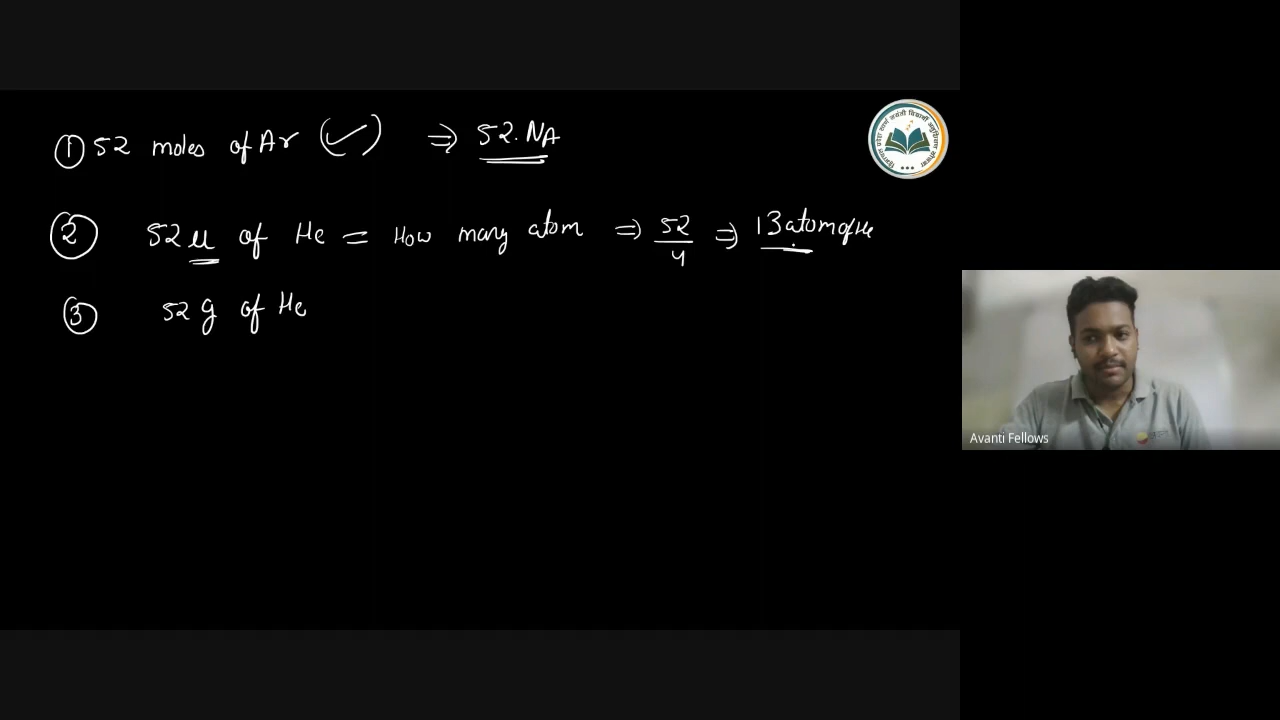 ① 52 moles of Ar (✓) ⇒ 52. NA
② 52 u of He = How many atom ⇒ 52/4 ⇒ 13 atom of He
③ 52 g of He
Avanti Fellows